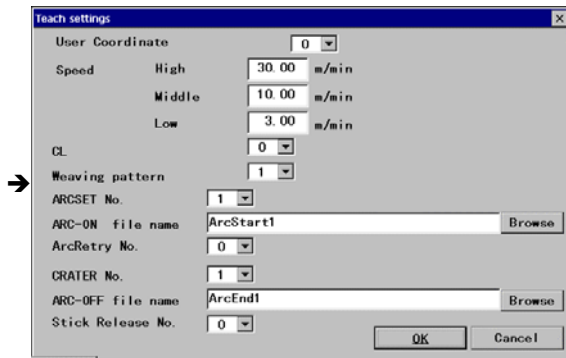 Teach settings
User Coordinate 0
Speed High 30.00 m/min
Middle 10.00 m/min
Low 3.00 m/min
CL 0
Weaving pattern 1
ARCSET No. 1
ARC-ON file name ArcStart1 Browse
ArcRetry No. 0
CRATER No. 1
ARC-OFF file name ArcEnd1 Browse
Stick Release No. 0
OK Cancel